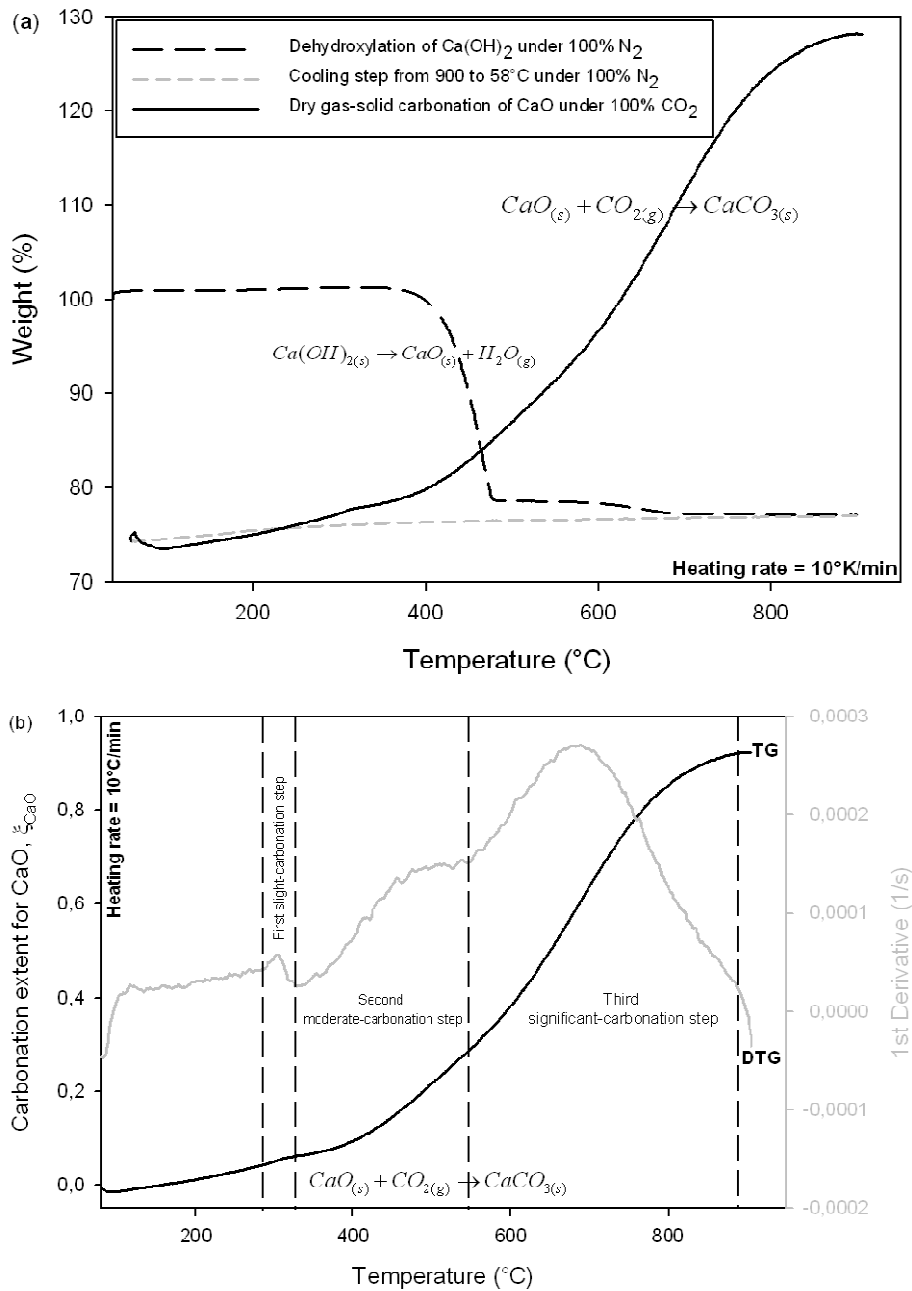 (a)
130
120
110
100
90
80
70
Weight (%)
Dehydroxylation of Ca(OH)2 under 100% N2
Cooling step from 900 to 58°C under 100% N2
Dry gas-solid carbonation of CaO under 100% CO2
CaO(s) + CO2(g) → CaCO3(s)
Ca(OH)2(s) → CaO(s) + H2O(g)
Heating rate = 10°K/min
200 400 600 800
Temperature (°C)
(b)
1,0
0,8
0,6
0,4
0,2
0,0
Carbonation extent for CaO, ξCaO
Heating rate = 10°C/min
First slight-carbonation step
Second
moderate-carbonation step
Third
significant-carbonation step
TG
DTG
CaO(s) + CO2(g) → CaCO3(s)
0,0003
0,0002
0,0001
0,0000
-0,0001
-0,0002
1st Derivative (1/s)
200 400 600 800
Temperature (°C)